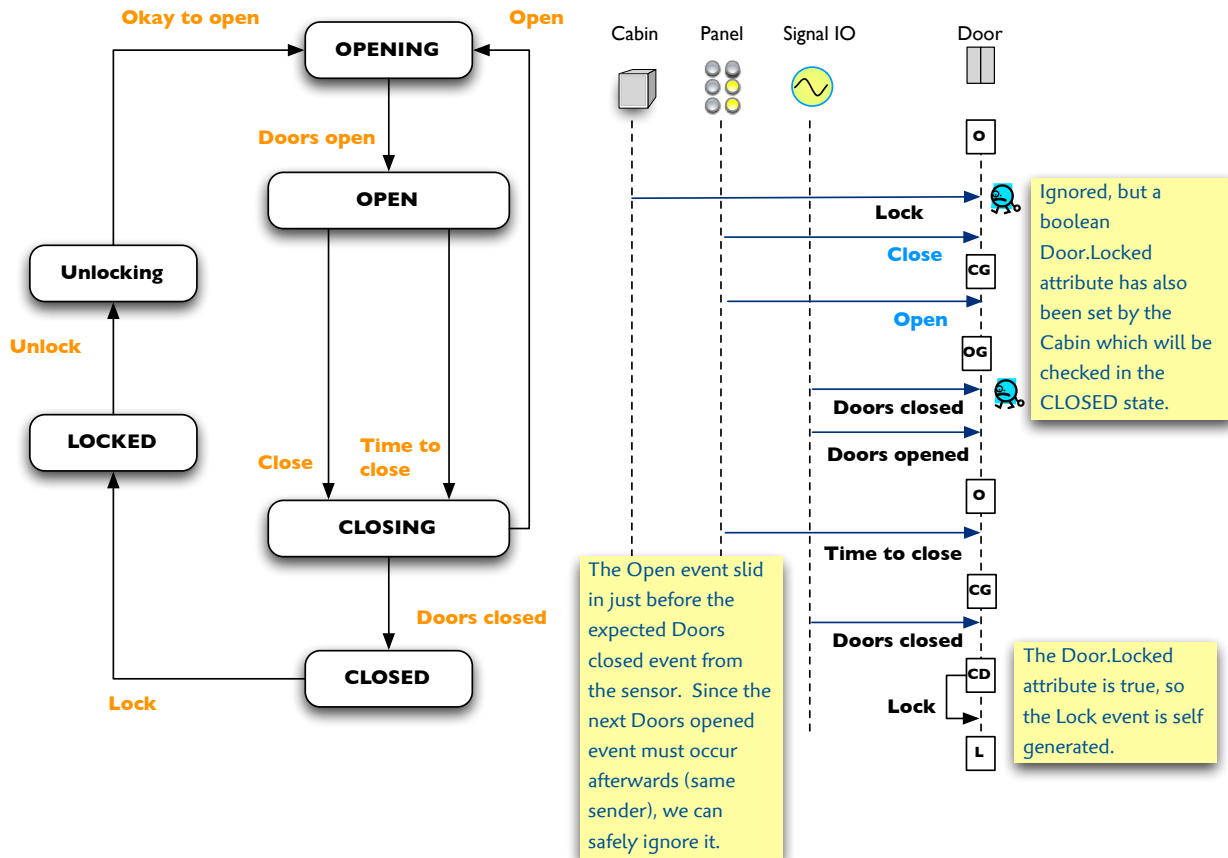 Okay to open
Open
OPENING
Doors open
OPEN
Unlocking
Unlock
LOCKED
Close
Time to
close
CLOSING
Doors closed
CLOSED
Lock
Cabin
Panel
Signal IO
Door
O
Lock
Close
CG
Open
OG
Doors closed
Doors opened
O
Time to close
CG
Doors closed
CD
Lock
L
Ignored, but a
boolean
Door.Locked
attribute has also
been set by the
Cabin which will be
checked in the
CLOSED state.
The Open event slid
in just before the
expected Doors
closed event from
the sensor. Since the
next Doors opened
event must occur
afterwards (same
sender), we can
safely ignore it.
The Door.Locked
attribute is true, so
the Lock event is self
generated.